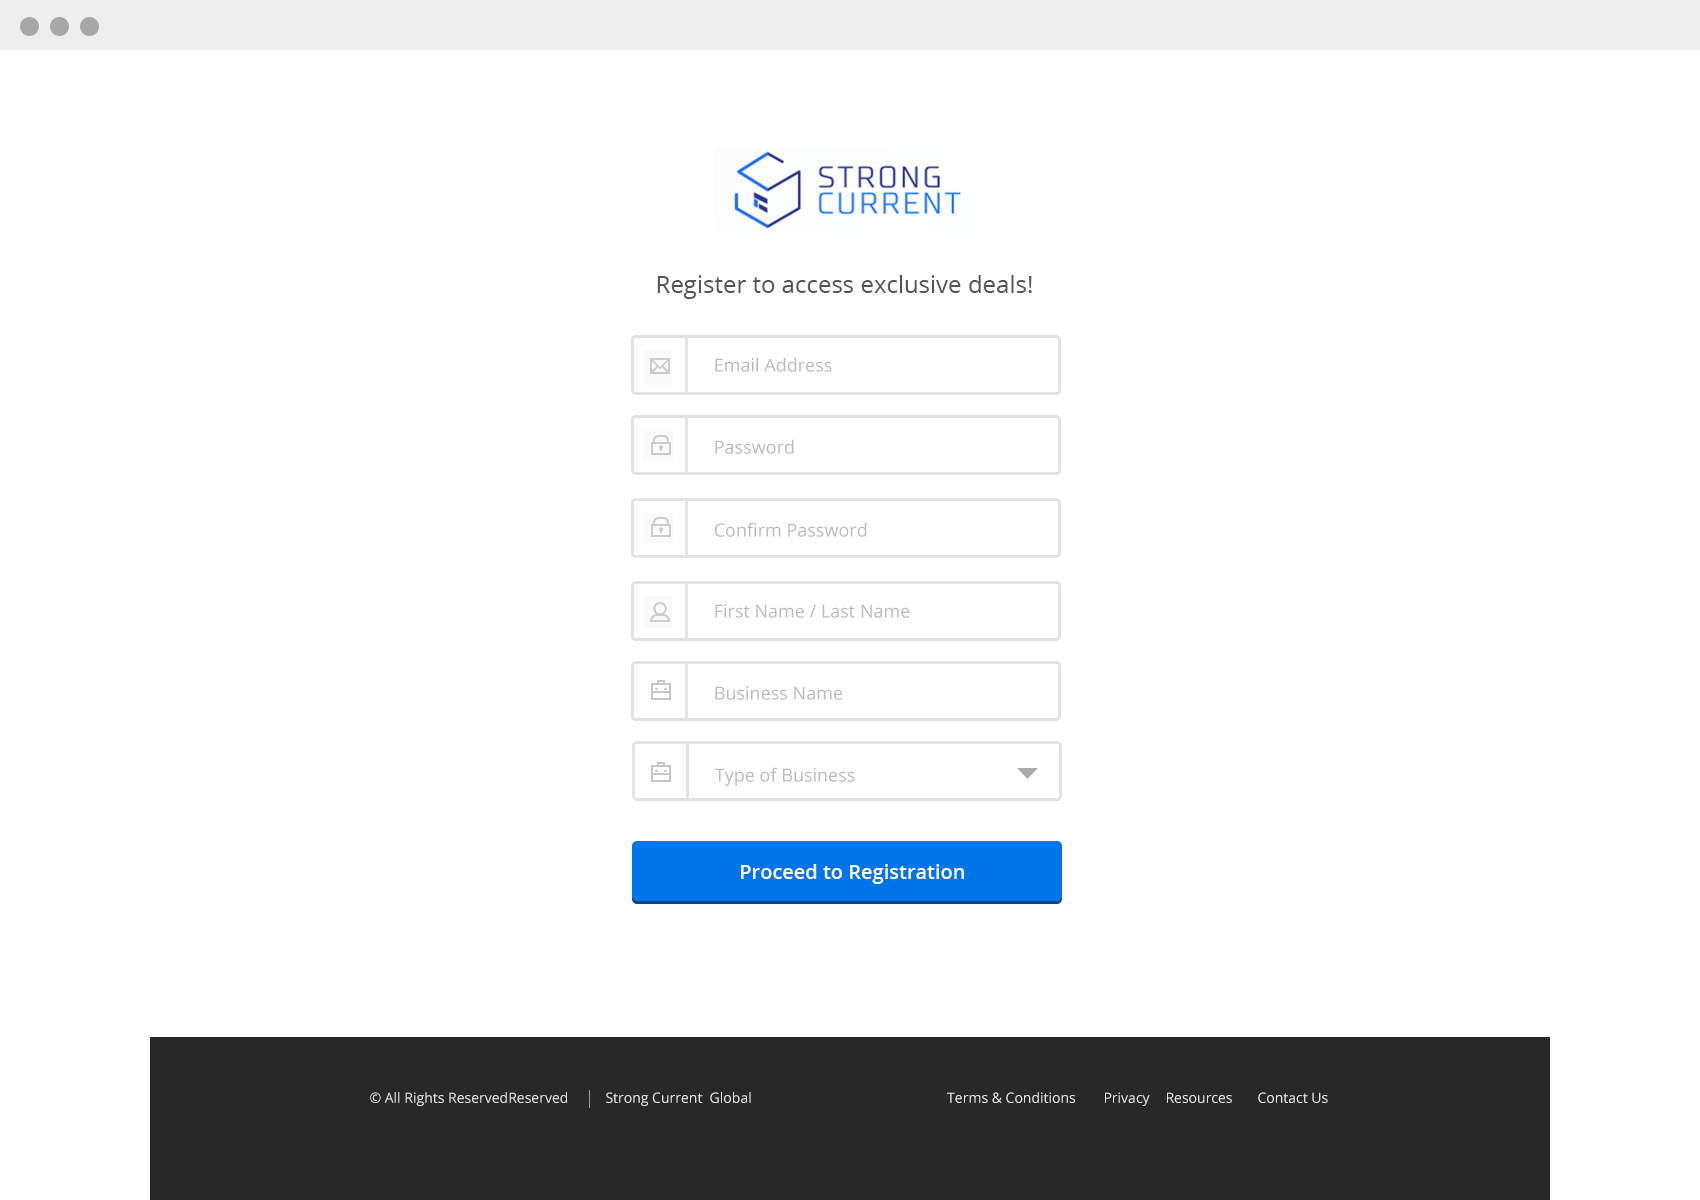 STRONG
CURRENT
Register to access exclusive deals!
Email Address
Password
Confirm Password
First Name / Last Name
Business Name
Type of Business
Proceed to Registration
© All Rights ReservedReserved | Strong Current Global Terms & Conditions Privacy Resources Contact Us